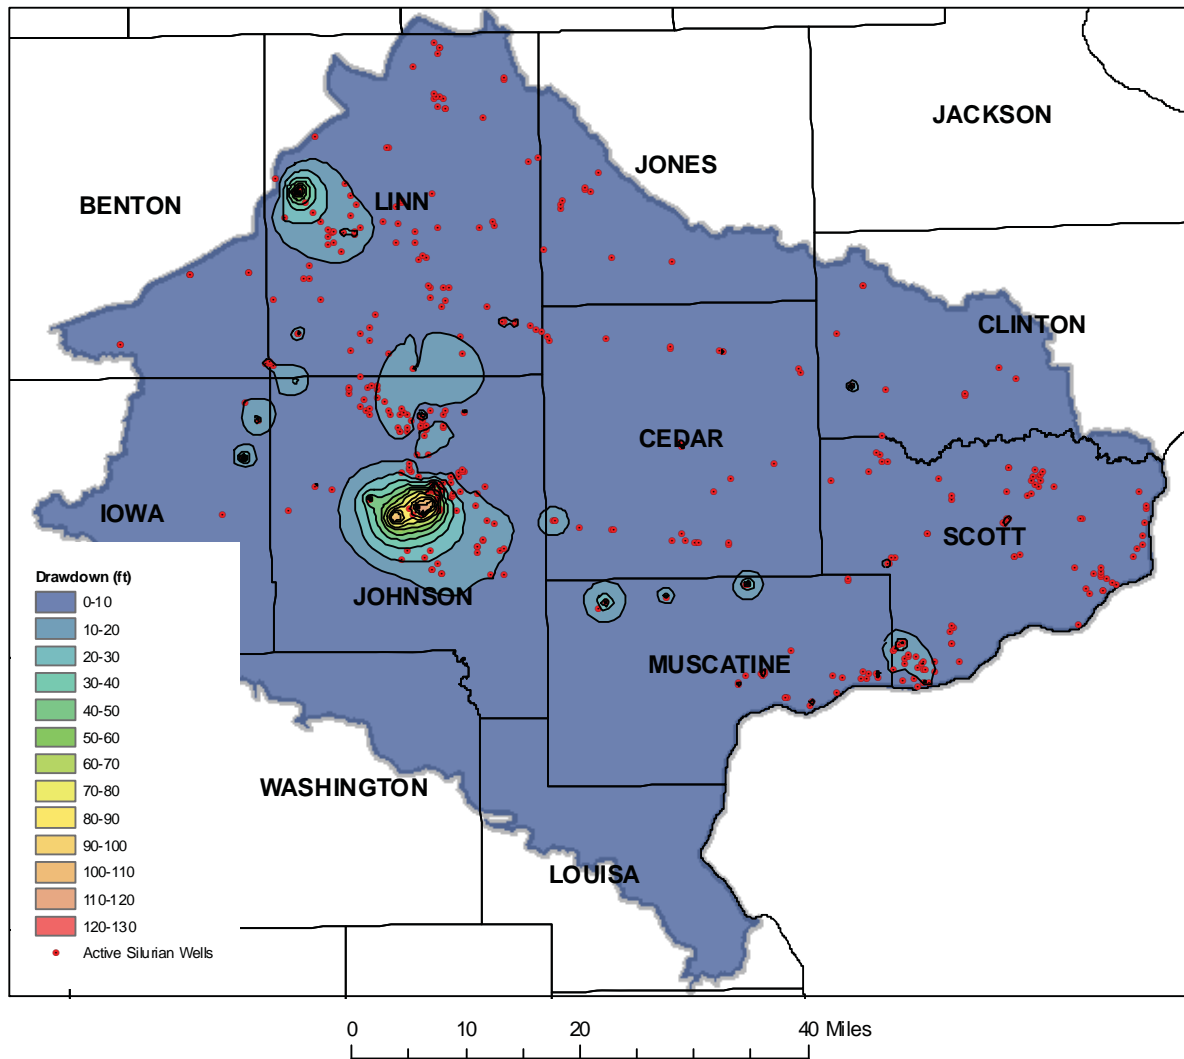 JACKSON
JONES
BENTON
LINN
CLINTON
CEDAR
IOWA
SCOTT
JOHNSON
MUSCATINE
WASHINGTON
LOUISA
Drawdown (ft)
0-10
10-20
20-30
30-40
40-50
50-60
60-70
70-80
80-90
90-100
100-110
110-120
120-130
Active Silurian Wells
0 10 20 40 Miles